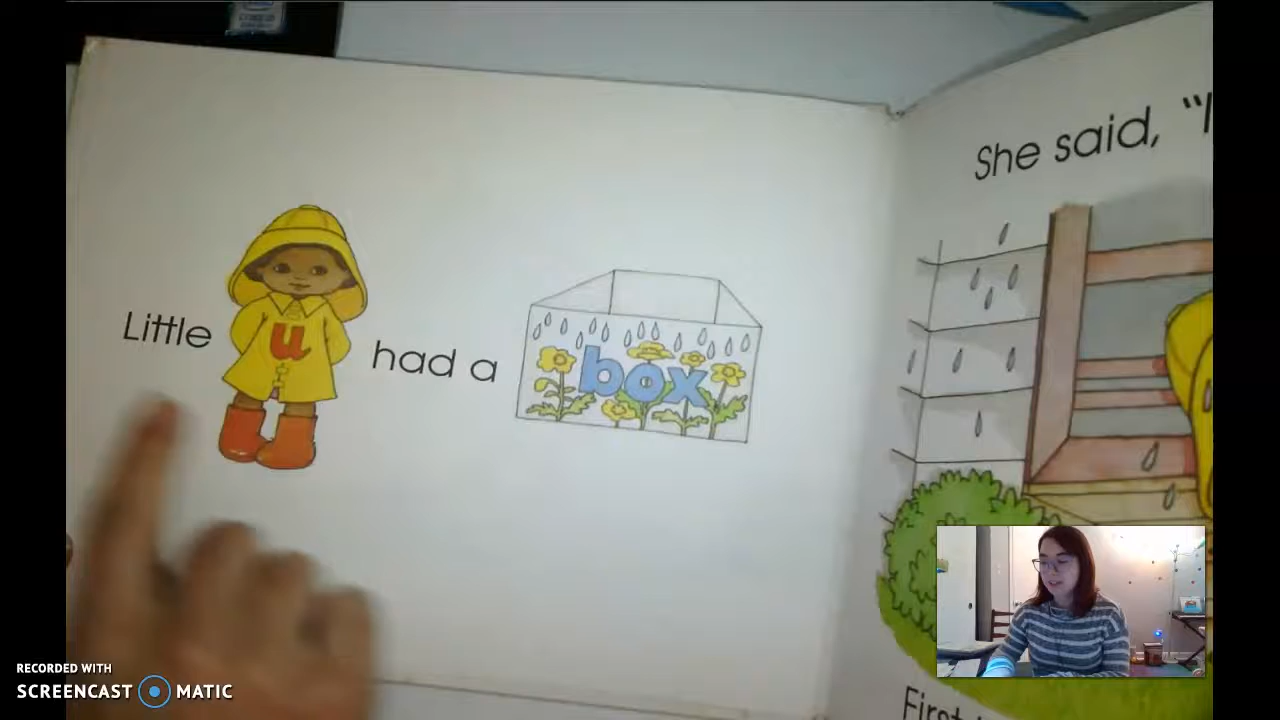 She said, "I
Little u had a box
First
RECORDED WITH
SCREENCAST MATIC